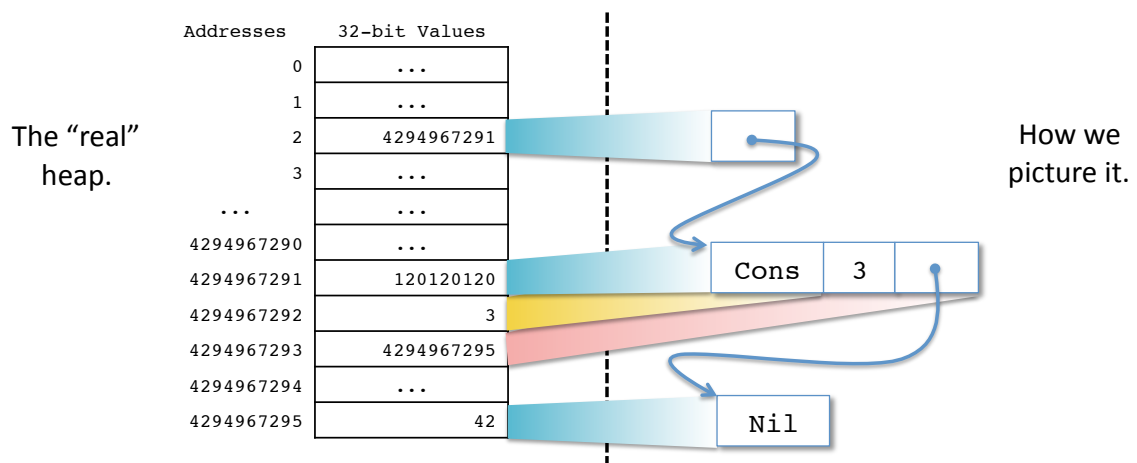 Addresses 32-bit Values
0 ...
1 ...
2 4294967291
3 ...
... ...
4294967290 ...
4294967291 120120120
4294967292 3
4294967293 4294967295
4294967294 ...
4294967295 42
The “real”
heap.
Cons 3
Nil
How we
picture it.